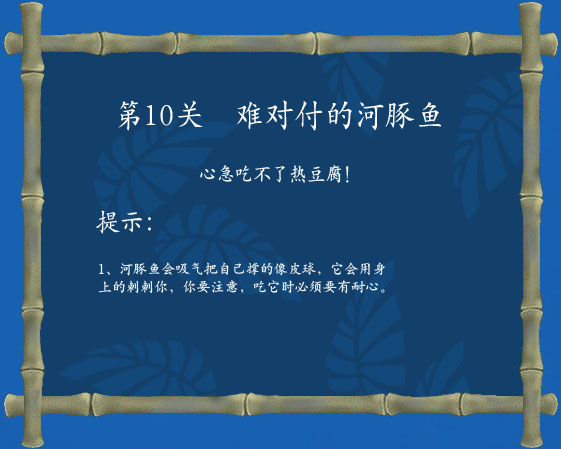 第10关 难对付的河豚鱼
心急吃不了热豆腐！
提示：
1、河豚鱼会吸气把自己撑的像皮球，它会用身
上的刺刺你，你要注意，吃它时必须要有耐心。